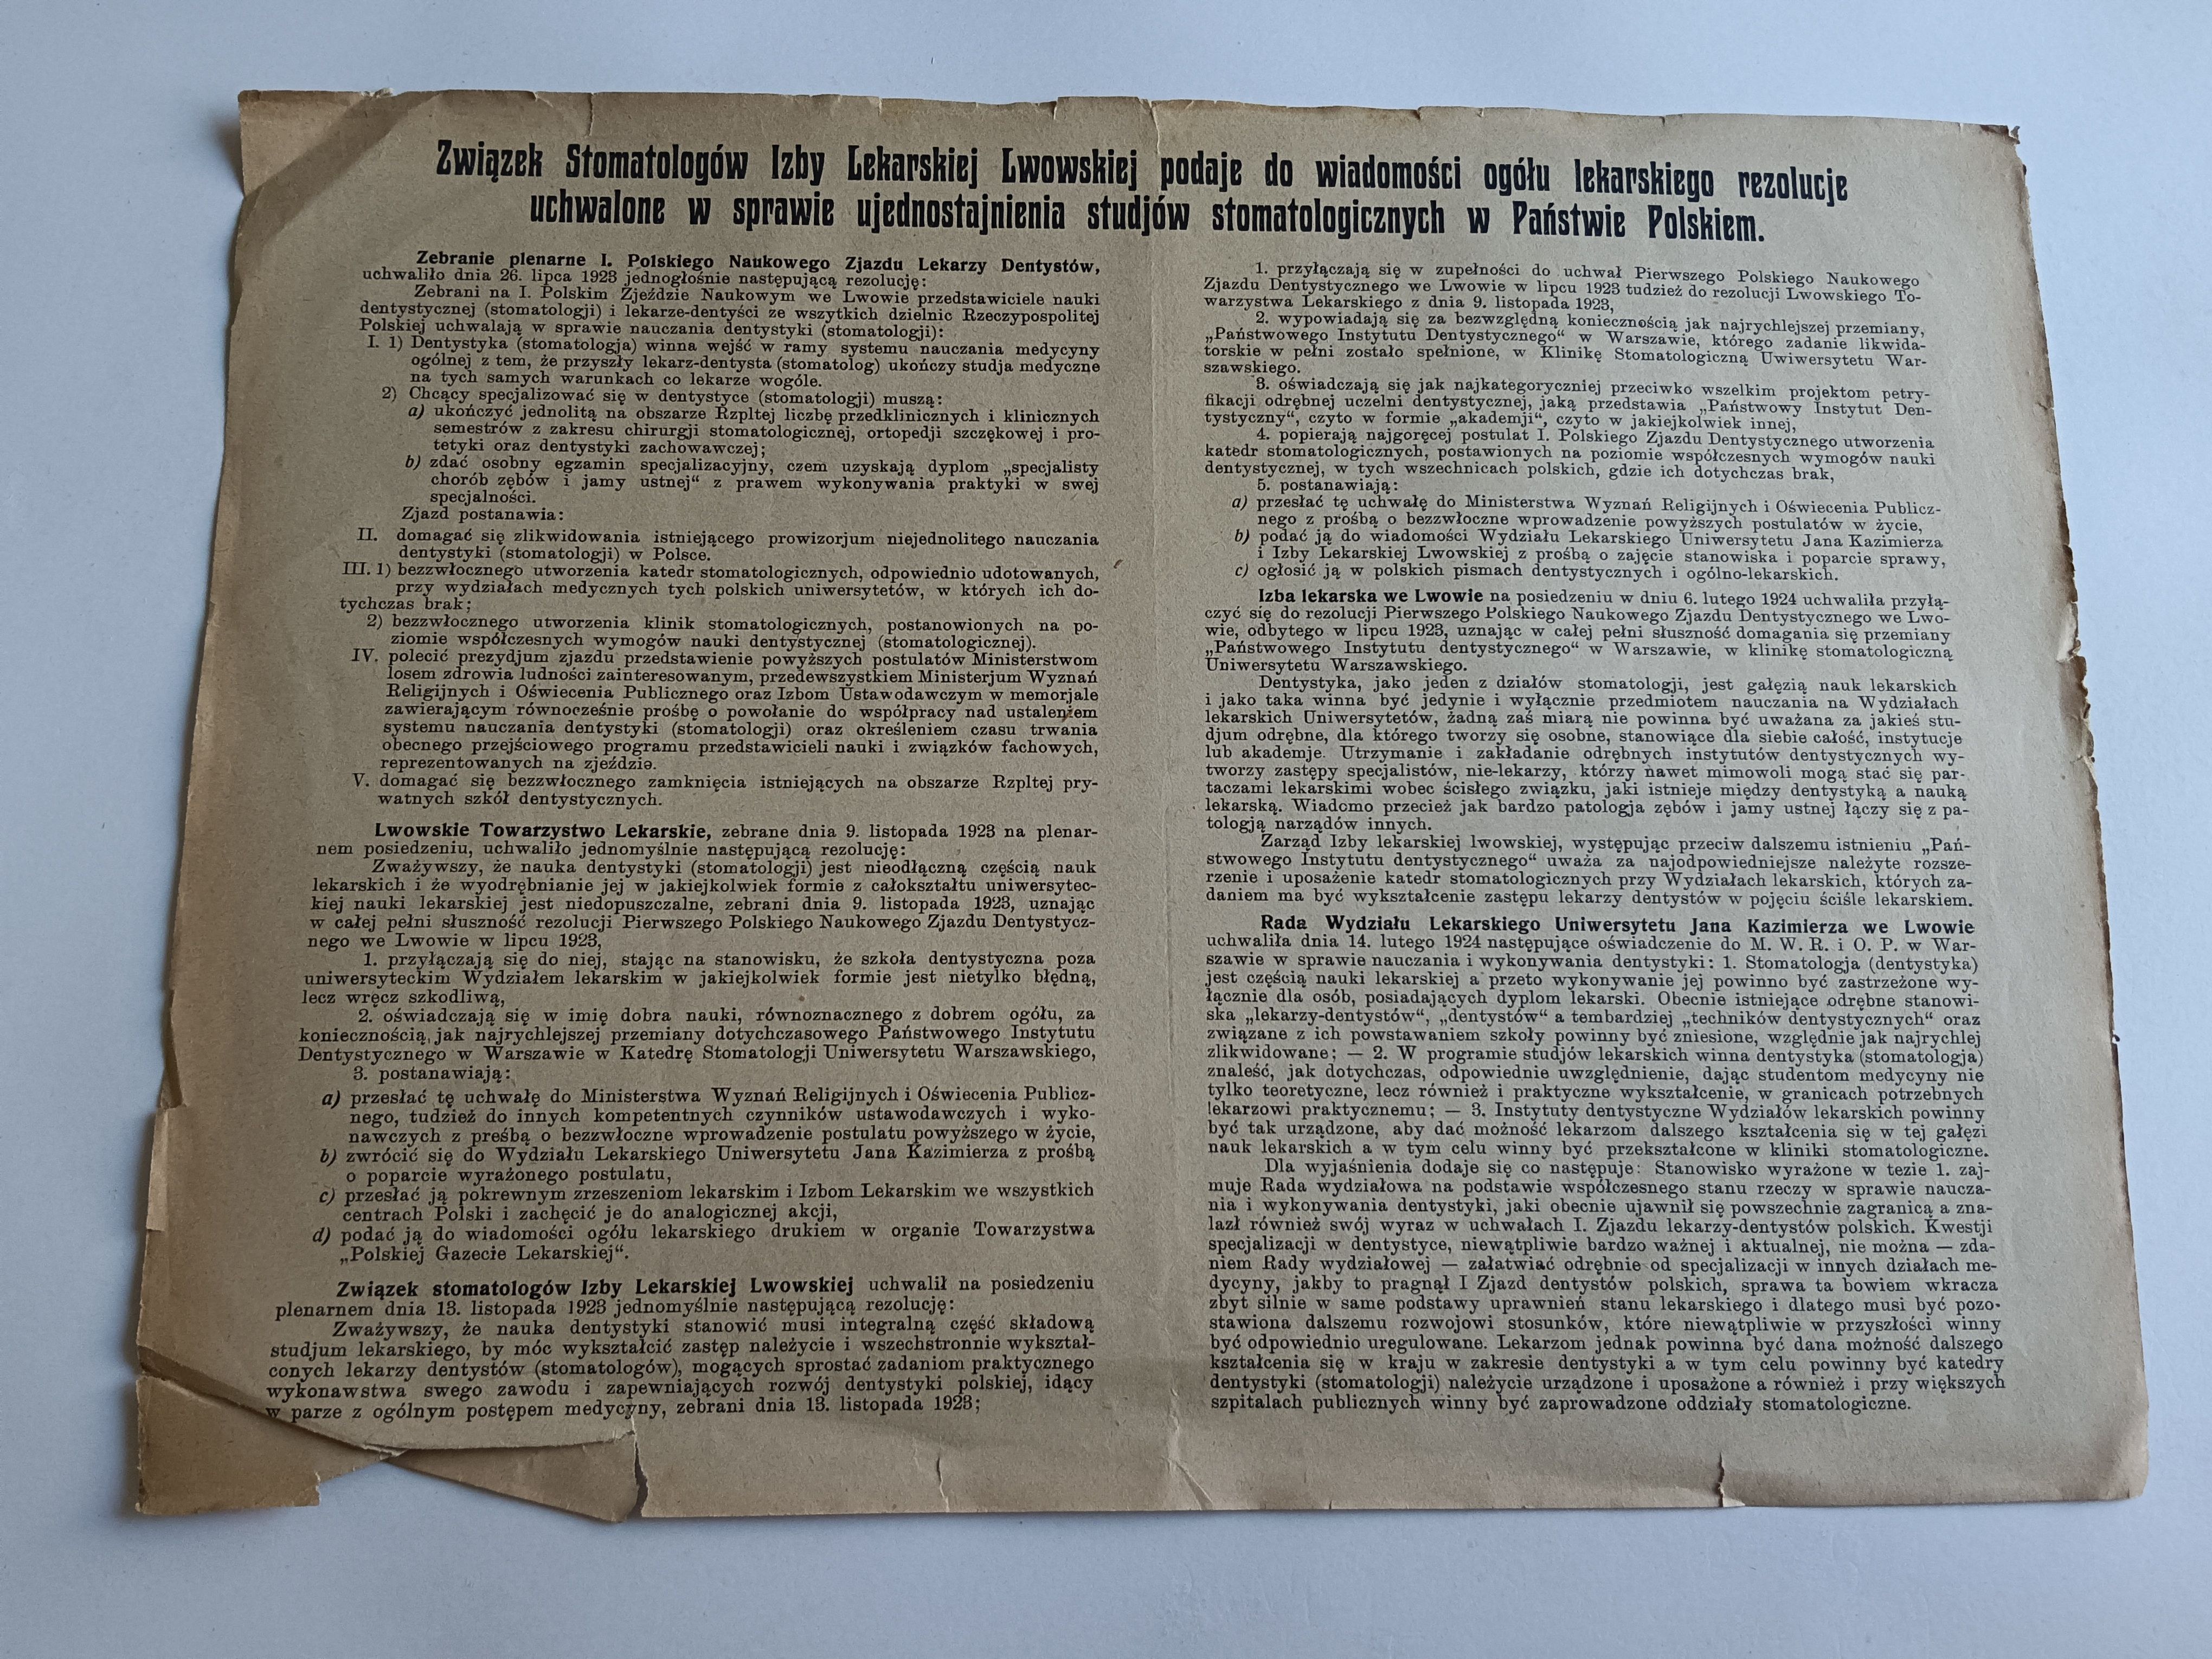 Związek Stomatologów Izby Lekarskiej Lwowskiej podaje do wiadomości ogółu lekarskiego rezolucje
uchwalone w sprawie ujednostajnienia studjów stomatologicznych w Państwie Polskiem.
Zebranie plenarne I. Polskiego Naukowego Zjazdu Lekarzy Dentystów,
uchwaliło dnia 26. lipca 1923 jednogłośnie następującą rezolucję:
Zebrani na I. Polskim Zjeździe Naukowym we Lwowie przedstawiciele nauki
dentystycznej (stomatologji) i lekarze-dentyści ze wszytkich dzielnic Rzeczypospolitej
Polskiej uchwalają w sprawie nauczania dentystyki (stomatologji):
I. 1) Dentystyka (stomatologja) winna wejść w ramy systemu nauczania medycyny
ogólnej z tem, że przyszły lekarz-dentysta (stomatolog) ukończy studja medyczne
na tych samych warunkach co lekarze wogóle.
2) Chcący specjalizować się w dentystyce (stomatologji) muszą:
a) ukończyć jednolitą na obszarze Rzpltej liczbę przedklinicznych i klinicznych
semestrów z zakresu chirurgji stomatologicznej, ortopedji szczękowej i pro-
tetyki oraz dentystyki zachowawczej;
b) zdać osobny egzamin specjalizacyjny, czem uzyskają dyplom „specjalisty
chorób zębów i jamy ustnej“ z prawem wykonywania praktyki w swej
specjalności.
Zjazd postanawia:
II. domagać się zlikwidowania istniejącego prowizorjum niejednolitego nauczania
dentystyki (stomatologji) w Polsce.
III. 1) bezzwłocznego utworzenia katedr stomatologicznych, odpowiednio udotowanych,
przy wydziałach medycznych tych polskich uniwersytetów, w których ich do-
tychczas brak;
2) bezzwłocznego utworzenia klinik stomatologicznych, postanowionych na po-
ziomie współczesnych wymogów nauki dentystycznej (stomatologicznej).
IV. polecić prezydjum zjazdu przedstawienie powyższych postulatów Ministerstwom
losem zdrowia ludności zainteresowanym, przedewszystkiem Ministerjum Wyznań
Religijnych i Oświecenia Publicznego oraz Izbom Ustawodawczym w memorjale
zawierającym równocześnie prośbę o powołanie do współpracy nad ustaleniem
systemu nauczania dentystyki (stomatologji) oraz określeniem czasu trwania
obecnego przejściowego programu przedstawicieli nauki i związków fachowych,
reprezentowanych na zjeździe.
V. domagać się bezzwłocznego zamknięcia istniejących na obszarze Rzpltej pry-
watnych szkół dentystycznych.
Lwowskie Towarzystwo Lekarskie, zebrane dnia 9. listopada 1923 na plenar-
nem posiedzeniu, uchwaliło jednomyślnie następującą rezolucję:
Zważywszy, że nauka dentystyki (stomatologji) jest nieodłączną częścią nauk
lekarskich i że wyodrębnianie jej w jakiejkolwiek formie z całokształtu uniwersytec-
kiej nauki lekarskiej jest niedopuszczalne, zebrani dnia 9. listopada 1923, uznając
w całej pełni słuszność rezolucji Pierwszego Polskiego Naukowego Zjazdu Dentystycz-
nego we Lwowie w lipcu 1923,
1. przyłączają się do niej, stając na stanowisku, że szkoła dentystyczna poza
uniwersyteckim Wydziałem lekarskim w jakiejkolwiek formie jest nietylko błędną,
lecz wręcz szkodliwą,
2. oświadczają się w imię dobra nauki, równoznacznego z dobrem ogółu, za
koniecznością, jak najrychlejszej przemiany dotychczasowego Państwowego Instytutu
Dentystycznego w Warszawie w Katedrę Stomatologji Uniwersytetu Warszawskiego,
3. postanawiają:
a) przesłać tę uchwałę do Ministerstwa Wyznań Religijnych i Oświecenia Publicz-
nego, tudzież do innych kompetentnych czynników ustawodawczych i wyko-
nawczych z preśbą o bezzwłoczne wprowadzenie postulatu powyższego w życie,
b) zwrócić się do Wydziału Lekarskiego Uniwersytetu Jana Kazimierza z prośbą
o poparcie wyrażonego postulatu,
c) przesłać ją pokrewnym zrzeszeniom lekarskim i Izbom Lekarskim we wszystkich
centrach Polski i zachęcić je do analogicznej akcji,
d) podać ją do wiadomości ogółu lekarskiego drukiem w organie Towarzystwa
„Polskiej Gazecie Lekarskiej“.
Związek stomatologów Izby Lekarskiej Lwowskiej uchwalił na posiedzeniu
plenarnem dnia 13. listopada 1923 jednomyślnie następującą rezolucję:
Zważywszy, że nauka dentystyki stanowić musi integralną część składową
studjum lekarskiego, by móc wykształcić zastęp należycie i wszechstronnie wykształ-
conych lekarzy dentystów (stomatologów), mogących sprostać zadaniom praktycznego
wykonawstwa swego zawodu i zapewniających rozwój dentystyki polskiej, idący
w parze z ogólnym postępem medycyny, zebrani dnia 13. listopada 1923;
1. przyłączają się w zupełności do uchwał Pierwszego Polskiego Naukowego
Zjazdu Dentystycznego we Lwowie w lipcu 1923 tudzież do rezolucji Lwowskiego To-
warzystwa Lekarskiego z dnia 9. listopada 1923,
2. wypowiadają się za bezwzględną koniecznością jak najrychlejszej przemiany,
„Państwowego Instytutu Dentystycznego“ w Warszawie, którego zadanie likwida-
torskie w pełni zostało spełnione, w Klinikę Stomatologiczną Uwiwersytetu War-
szawskiego.
3. oświadczają się jak najkategoryczniej przeciwko wszelkim projektom petry-
fikacji odrębnej uczelni dentystycznej, jaką przedstawia „Państwowy Instytut Den-
tystyczny“, czyto w formie „akademji“, czyto w jakiejkolwiek innej,
4. popierają najgoręcej postulat I. Polskiego Zjazdu Dentystycznego utworzenia
katedr stomatologicznych, postawionych na poziomie współczesnych wymogów nauki
dentystycznej, w tych wszechnicach polskich, gdzie ich dotychczas brak,
5. postanawiają:
a) przesłać tę uchwałę do Ministerstwa Wyznań Religijnych i Oświecenia Publicz-
nego z prośbą o bezzwłoczne wprowadzenie powyższych postulatów w życie,
b) podać ją do wiadomości Wydziału Lekarskiego Uniwersytetu Jana Kazimierza
i Izby Lekarskiej Lwowskiej z prośbą o zajęcie stanowiska i poparcie sprawy,
c) ogłosić ją w polskich pismach dentystycznych i ogólno-lekarskich.
Izba lekarska we Lwowie na posiedzeniu w dniu 6. lutego 1924 uchwaliła przyłą-
czyć się do rezolucji Pierwszego Polskiego Naukowego Zjazdu Dentystycznego we Lwo-
wie, odbytego w lipcu 1923, uznając w całej pełni słuszność domagania się przemiany
„Państwowego Instytutu dentystycznego“ w Warszawie, w klinikę stomatologiczną
Uniwersytetu Warszawskiego.
Dentystyka, jako jeden z działów stomatologji, jest gałęzią nauk lekarskich
i jako taka winna być jedynie i wyłącznie przedmiotem nauczania na Wydziałach
lekarskich Uniwersytetów, żadną zaś miarą nie powinna być uważana za jakieś stu-
djum odrębne, dla którego tworzy się osobne, stanowiące dla siebie całość, instytucje
lub akademje. Utrzymanie i zakładanie odrębnych instytutów dentystycznych wy-
tworzy zastępy specjalistów, nie-lekarzy, którzy nawet mimowoli mogą stać się par-
taczami lekarskimi wobec ścisłego związku, jaki istnieje między dentystyką a nauką
lekarską. Wiadomo przecież jak bardzo patologja zębów i jamy ustnej łączy się z pa-
tologją narządów innych.
Zarząd Izby lekarskiej lwowskiej, występując przeciw dalszemu istnieniu „Pań-
stwowego Instytutu dentystycznego“ uważa za najodpowiedniejsze należyte rozsze-
rzenie i uposażenie katedr stomatologicznych przy Wydziałach lekarskich, których za-
daniem ma być wykształcenie zastępu lekarzy dentystów w pojęciu ściśle lekarskiem.
Rada Wydziału Lekarskiego Uniwersytetu Jana Kazimierza we Lwowie
uchwaliła dnia 14. lutego 1924 następujące oświadczenie do M. W. R. i O. P. w War-
szawie w sprawie nauczania i wykonywania dentystyki: 1. Stomatologja (dentystyka)
jest częścią nauki lekarskiej a przeto wykonywanie jej powinno być zastrzeżone wy-
łącznie dla osób, posiadających dyplom lekarski. Obecnie istniejące odrębne stanowi-
ska „lekarzy-dentystów“, „dentystów“ a tembardziej „techników dentystycznych“ oraz
związane z ich powstawaniem szkoły powinny być zniesione, względnie jak najrychlej
zlikwidowane; — 2. W programie studjów lekarskich winna dentystyka (stomatologja)
znaleść, jak dotychczas, odpowiednie uwzględnienie, dając studentom medycyny nie
tylko teoretyczne, lecz również i praktyczne wykształcenie, w granicach potrzebnych
lekarzowi praktycznemu; — 3. Instytuty dentystyczne Wydziałów lekarskich powinny
być tak urządzone, aby dać możność lekarzom dalszego kształcenia się w tej gałęzi
nauk lekarskich a w tym celu winny być przekształcone w kliniki stomatologiczne.
Dla wyjaśnienia dodaje się co następuje: Stanowisko wyrażone w tezie 1. zaj-
muje Rada wydziałowa na podstawie współczesnego stanu rzeczy w sprawie naucza-
nia i wykonywania dentystyki, jaki obecnie ujawnił się powszechnie zagranicą a zna-
lazł również swój wyraz w uchwałach I. Zjazdu lekarzy-dentystów polskich. Kwestji
specjalizacji w dentystyce, niewątpliwie bardzo ważnej i aktualnej, nie można — zda-
niem Rady wydziałowej — załatwiać odrębnie od specjalizacji w innych działach me-
dycyny, jakby to pragnął I Zjazd dentystów polskich, sprawa ta bowiem wkracza
zbyt silnie w same podstawy uprawnień stanu lekarskiego i dlatego musi być pozo-
stawiona dalszemu rozwojowi stosunków, które niewątpliwie w przyszłości winny
być odpowiednio uregulowane. Lekarzom jednak powinna być dana możność dalszego
kształcenia się w kraju w zakresie dentystyki a w tym celu powinny być katedry
dentystyki (stomatologji) należycie urządzone i uposażone a również i przy większych
szpitalach publicznych winny być zaprowadzone oddziały stomatologiczne.